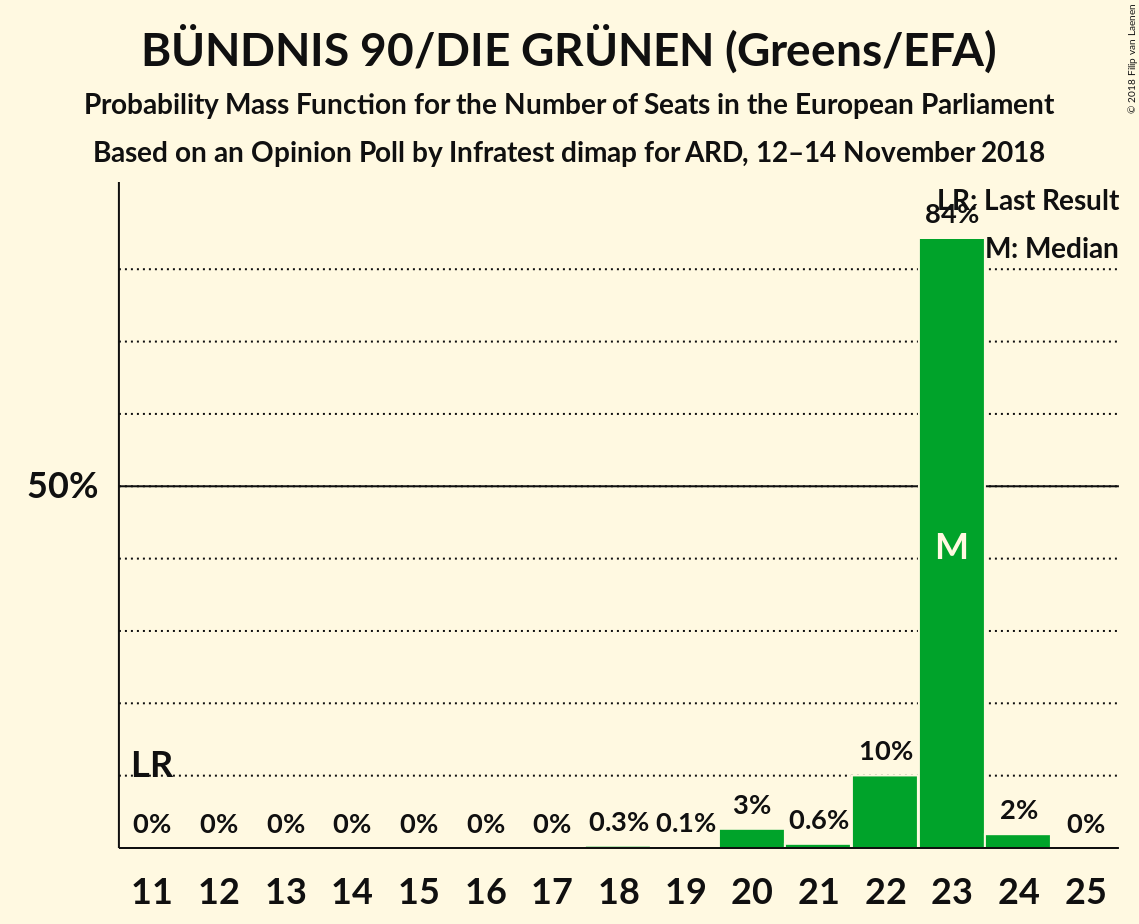 BÜNDNIS 90/DIE GRÜNEN (Greens/EFA)
Probability Mass Function for the Number of Seats in the European Parliament
Based on an Opinion Poll by Infratest dimap for ARD, 12–14 November 2018
© 2018 Filip van Laenen
LR: Last Result
M: Median
84%
50%
M
LR
0% 0% 0% 0% 0% 0% 0% 0.3% 0.1% 3% 0.6% 10% 2% 0%
11 12 13 14 15 16 17 18 19 20 21 22 23 24 25